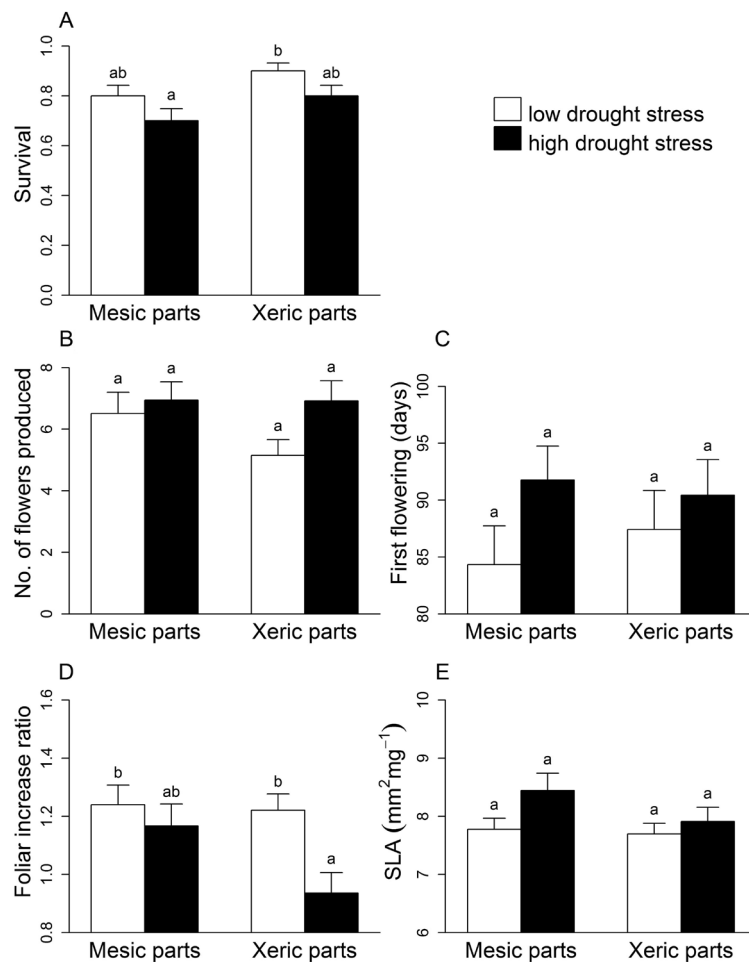 A
Survival
0.0 0.2 0.4 0.6 0.8 1.0
ab
a
b
ab
Mesic parts
Xeric parts
low drought stress
high drought stress
B
No. of flowers produced
0 2 4 6 8
a
a
a
a
Mesic parts
Xeric parts
C
First flowering (days)
80 85 90 95 100
a
a
a
a
Mesic parts
Xeric parts
D
Foliar increase ratio
0.8 1.0 1.2 1.4 1.6
b
ab
b
a
Mesic parts
Xeric parts
E
SLA (mm²mg⁻¹)
6 7 8 9 10
a
a
a
a
Mesic parts
Xeric parts